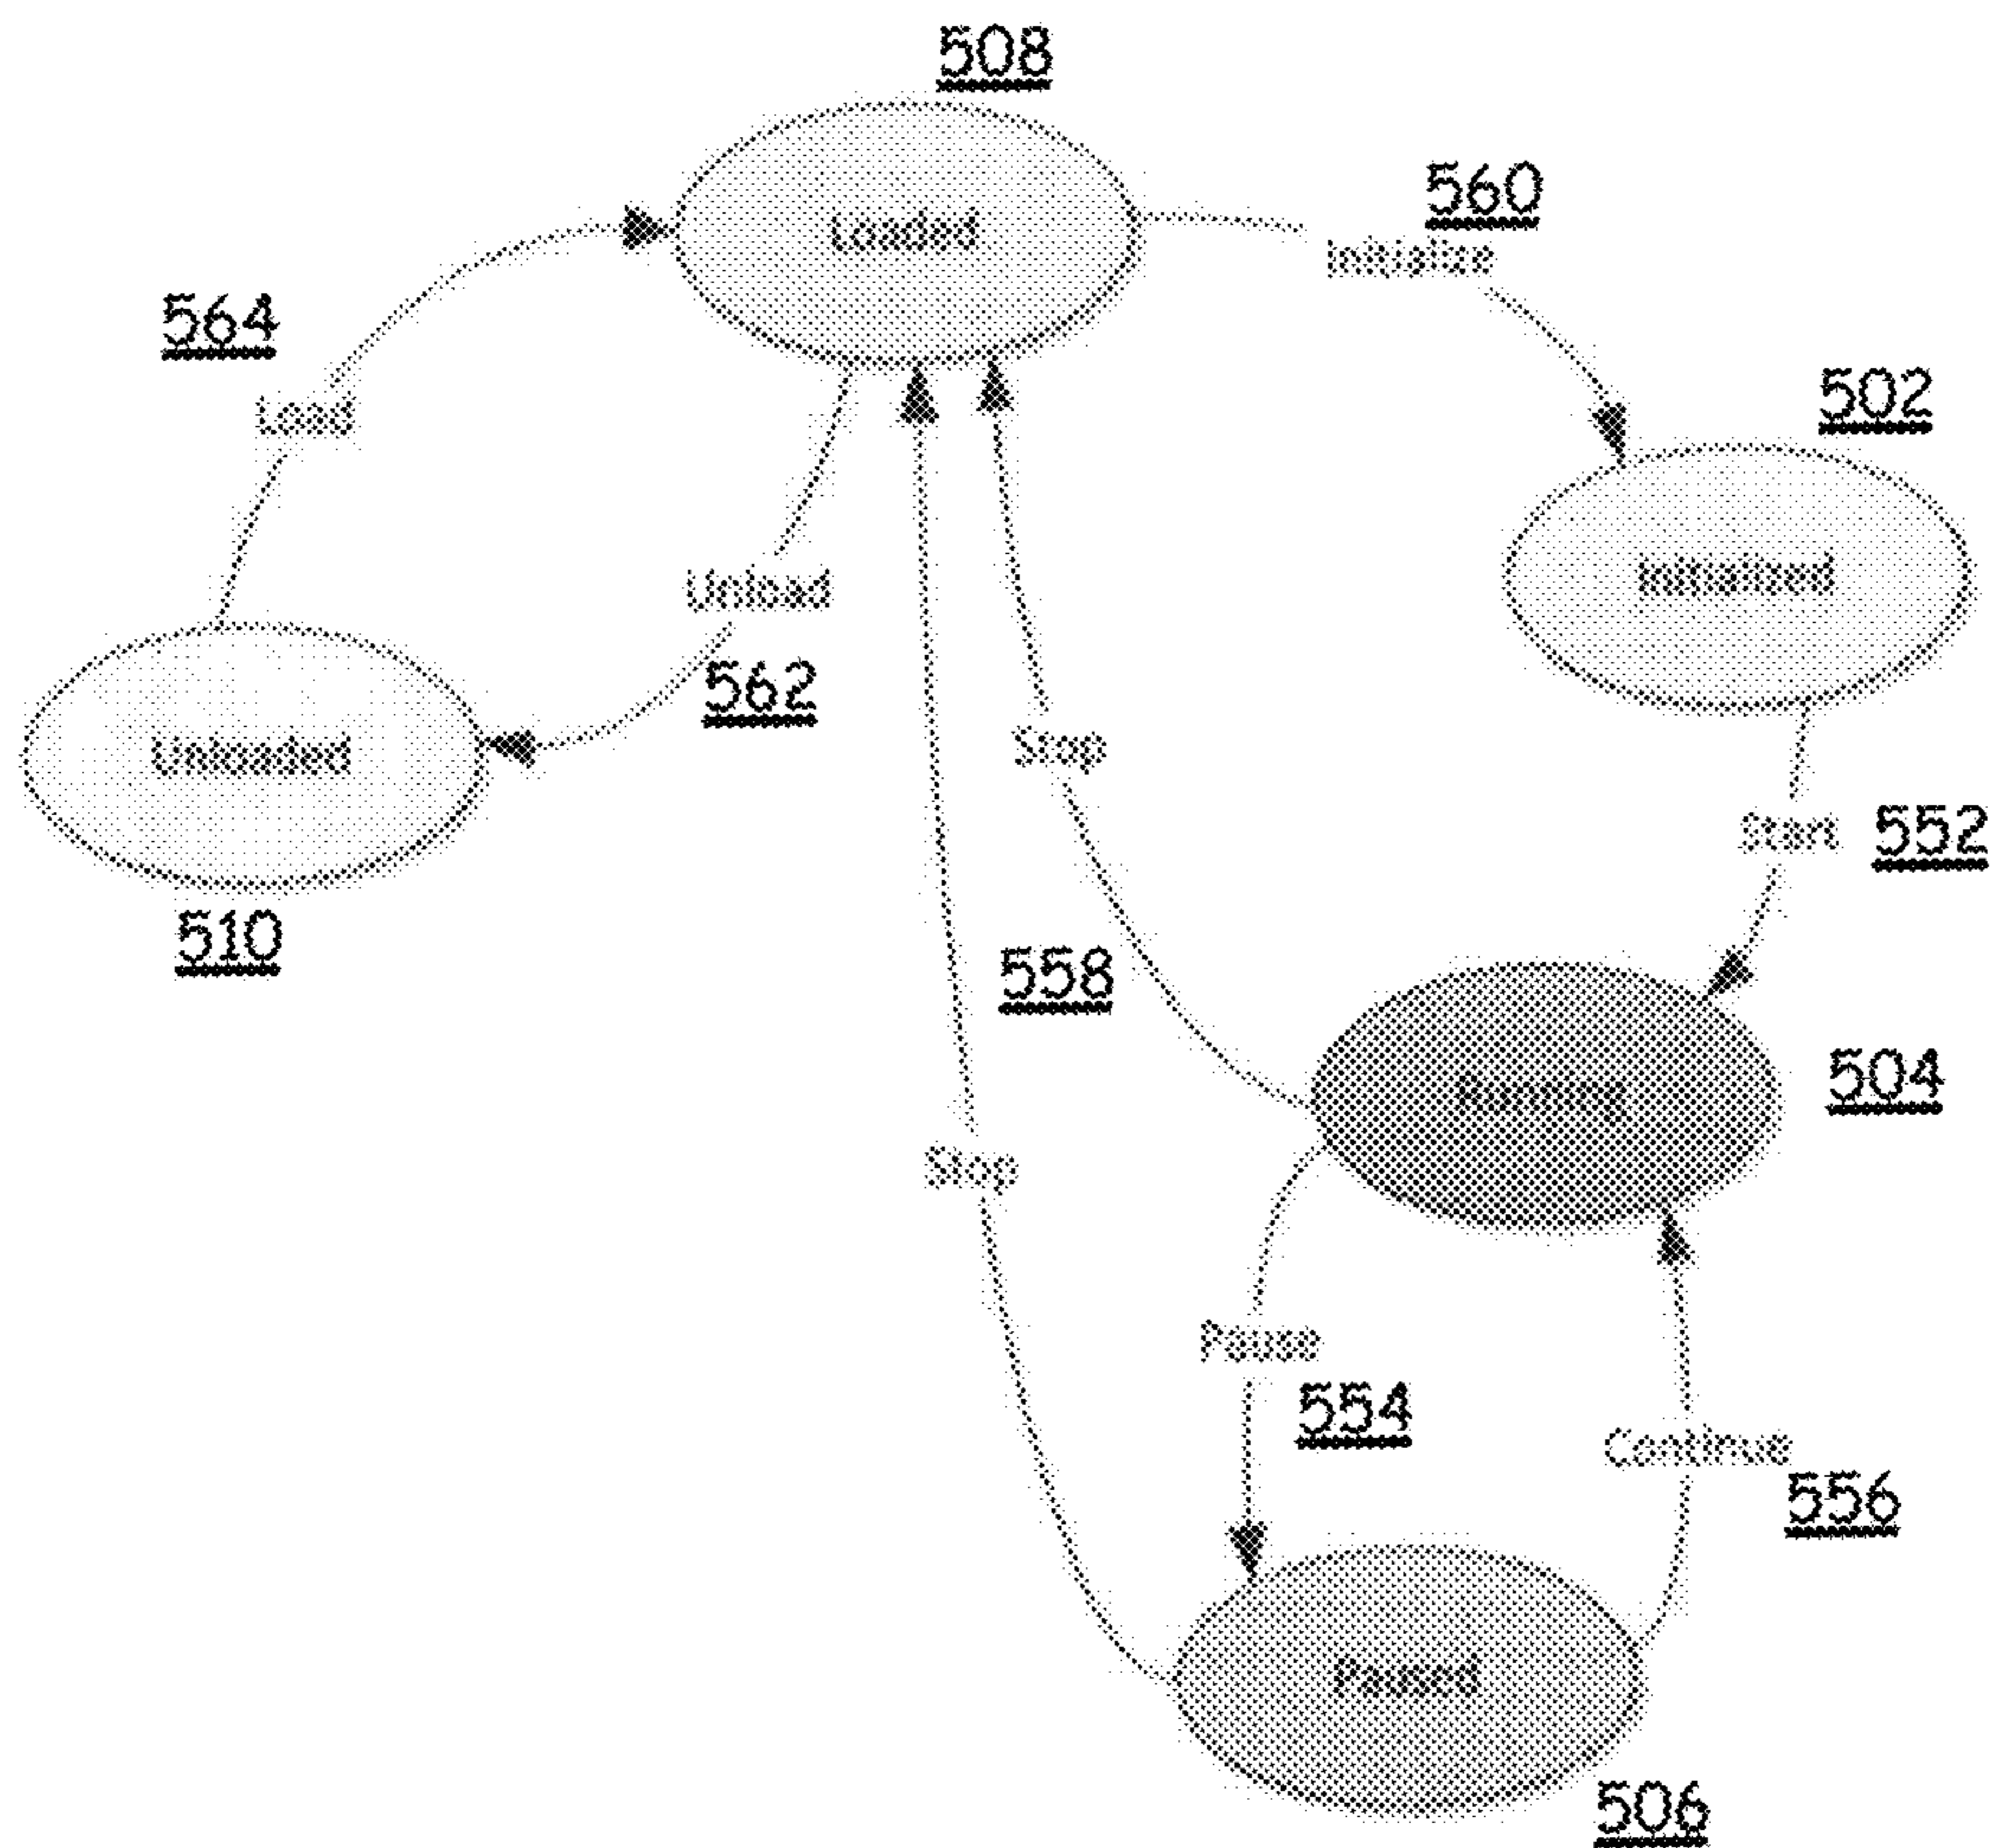 508
Loaded
560
Initialize
564
Load
502
Initialized
Unload
562
Unloaded
510
Stop
Start
552
558
Running
504
Stop
Pause
554
Continue
556
Paused
506